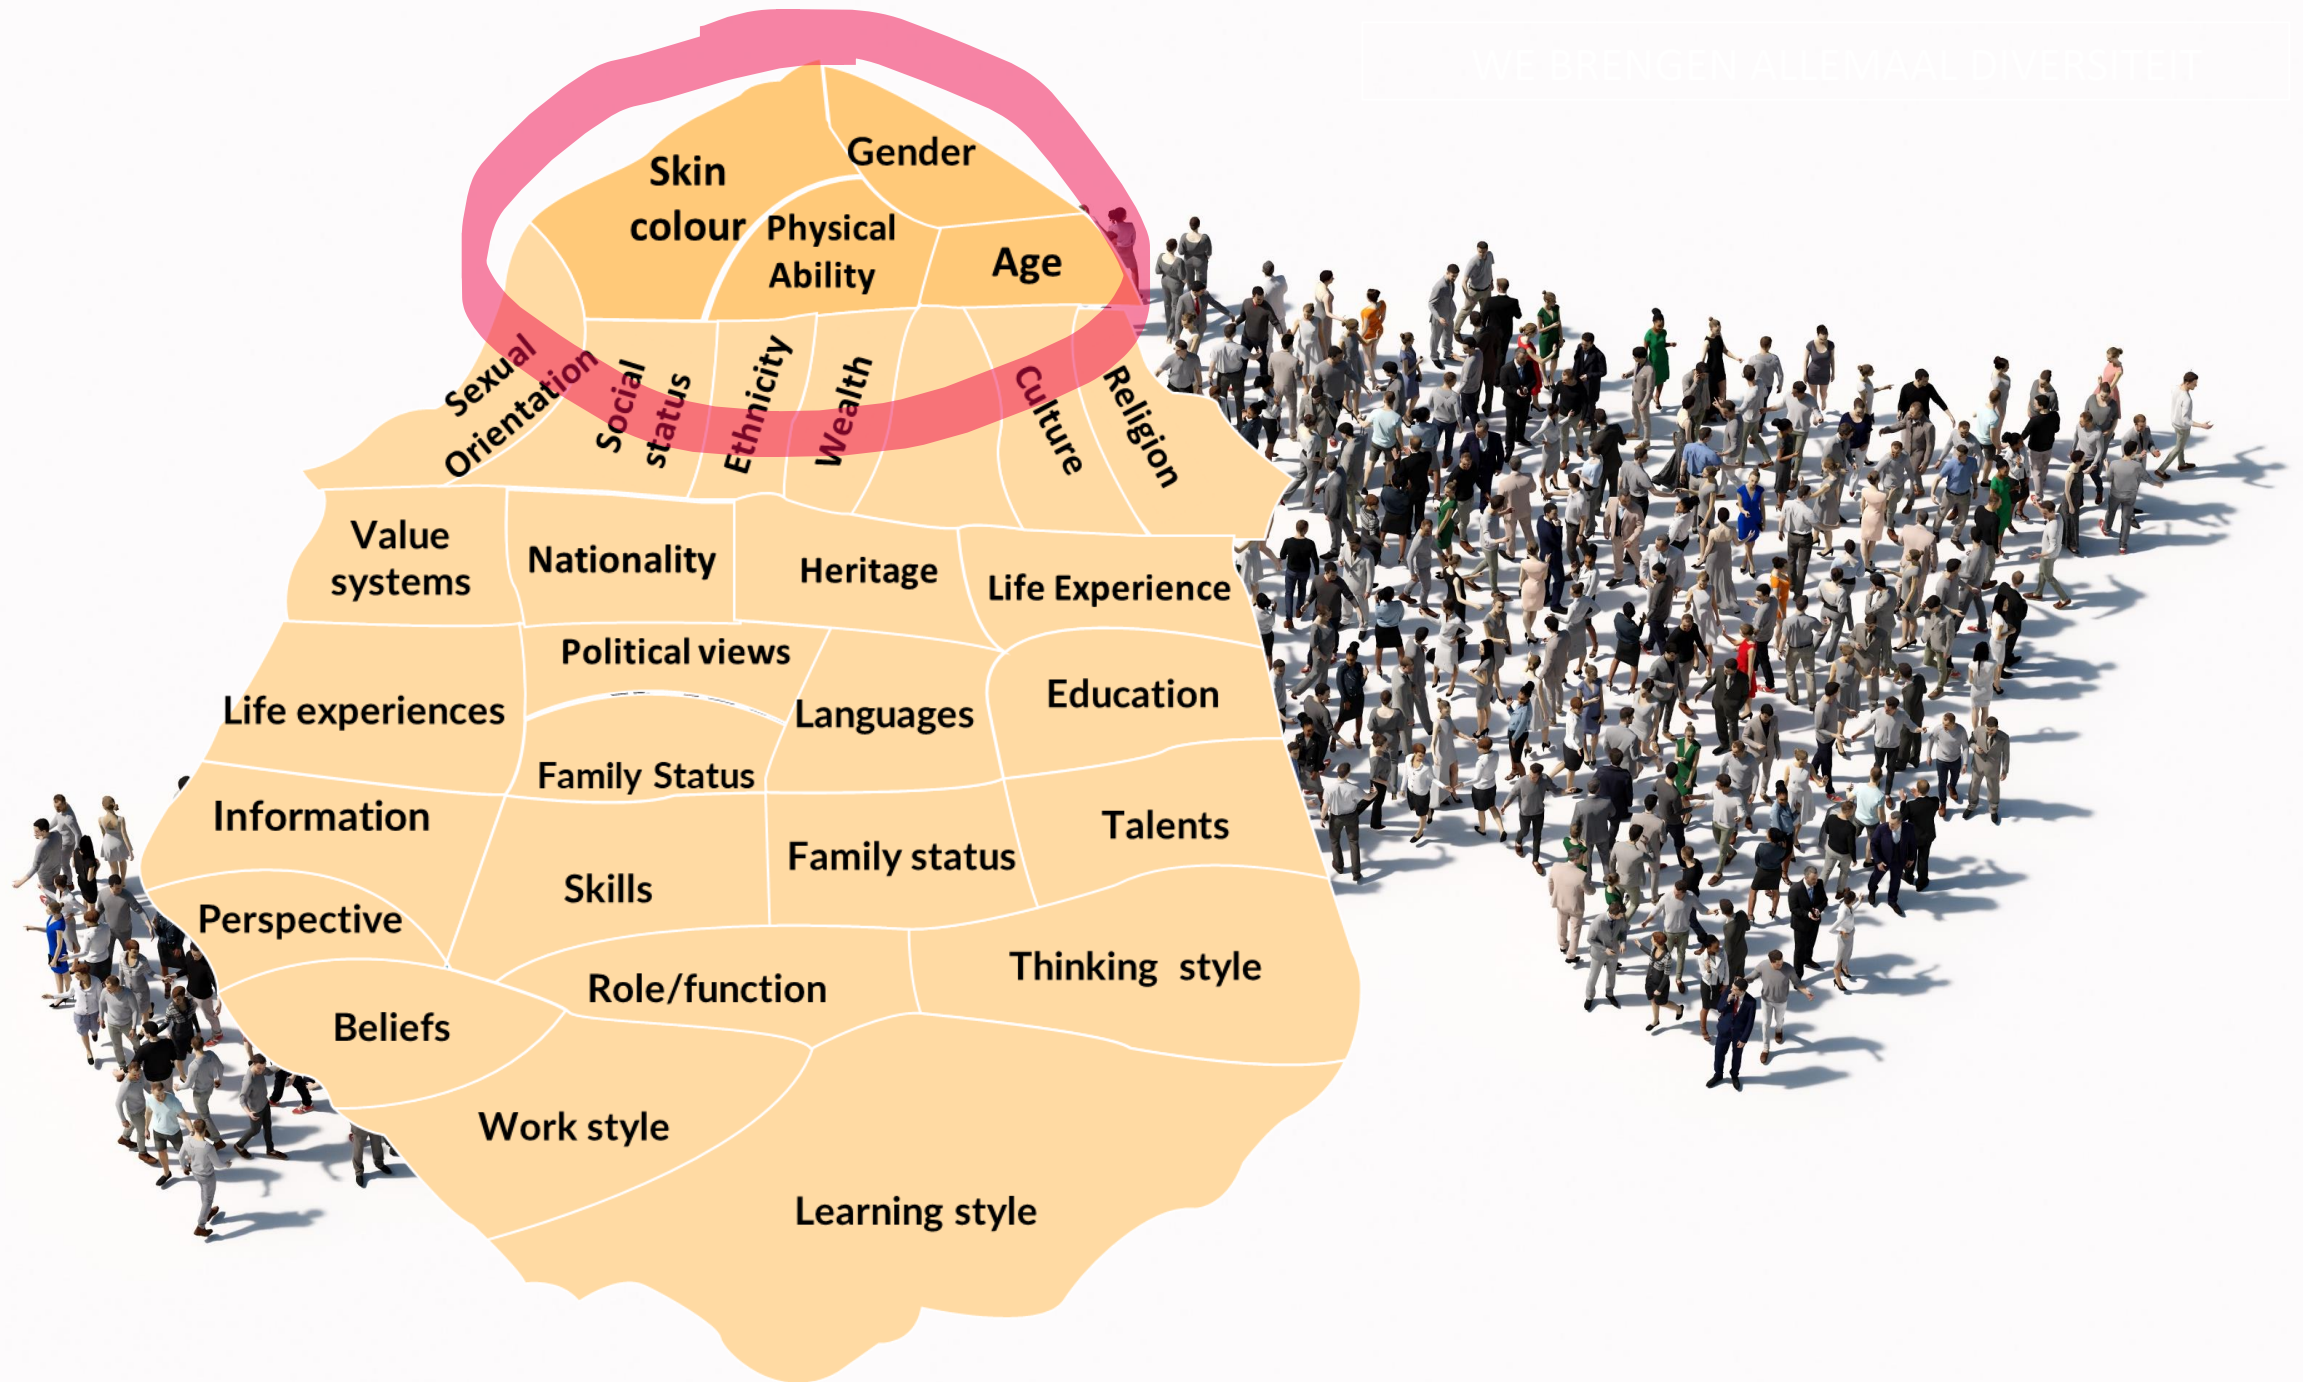 WE BRENGEN ALLEMAAL DIVERSITEIT
Skin
colour
Gender
Physical
Ability
Age
Sexual
Orientation
Social
status
Ethnicity
Wealth
Culture
Religion
Value
systems
Nationality
Heritage
Life Experience
Political views
Life experiences
Languages
Education
Family Status
Information
Skills
Family status
Talents
Perspective
Role/function
Thinking style
Beliefs
Work style
Learning style